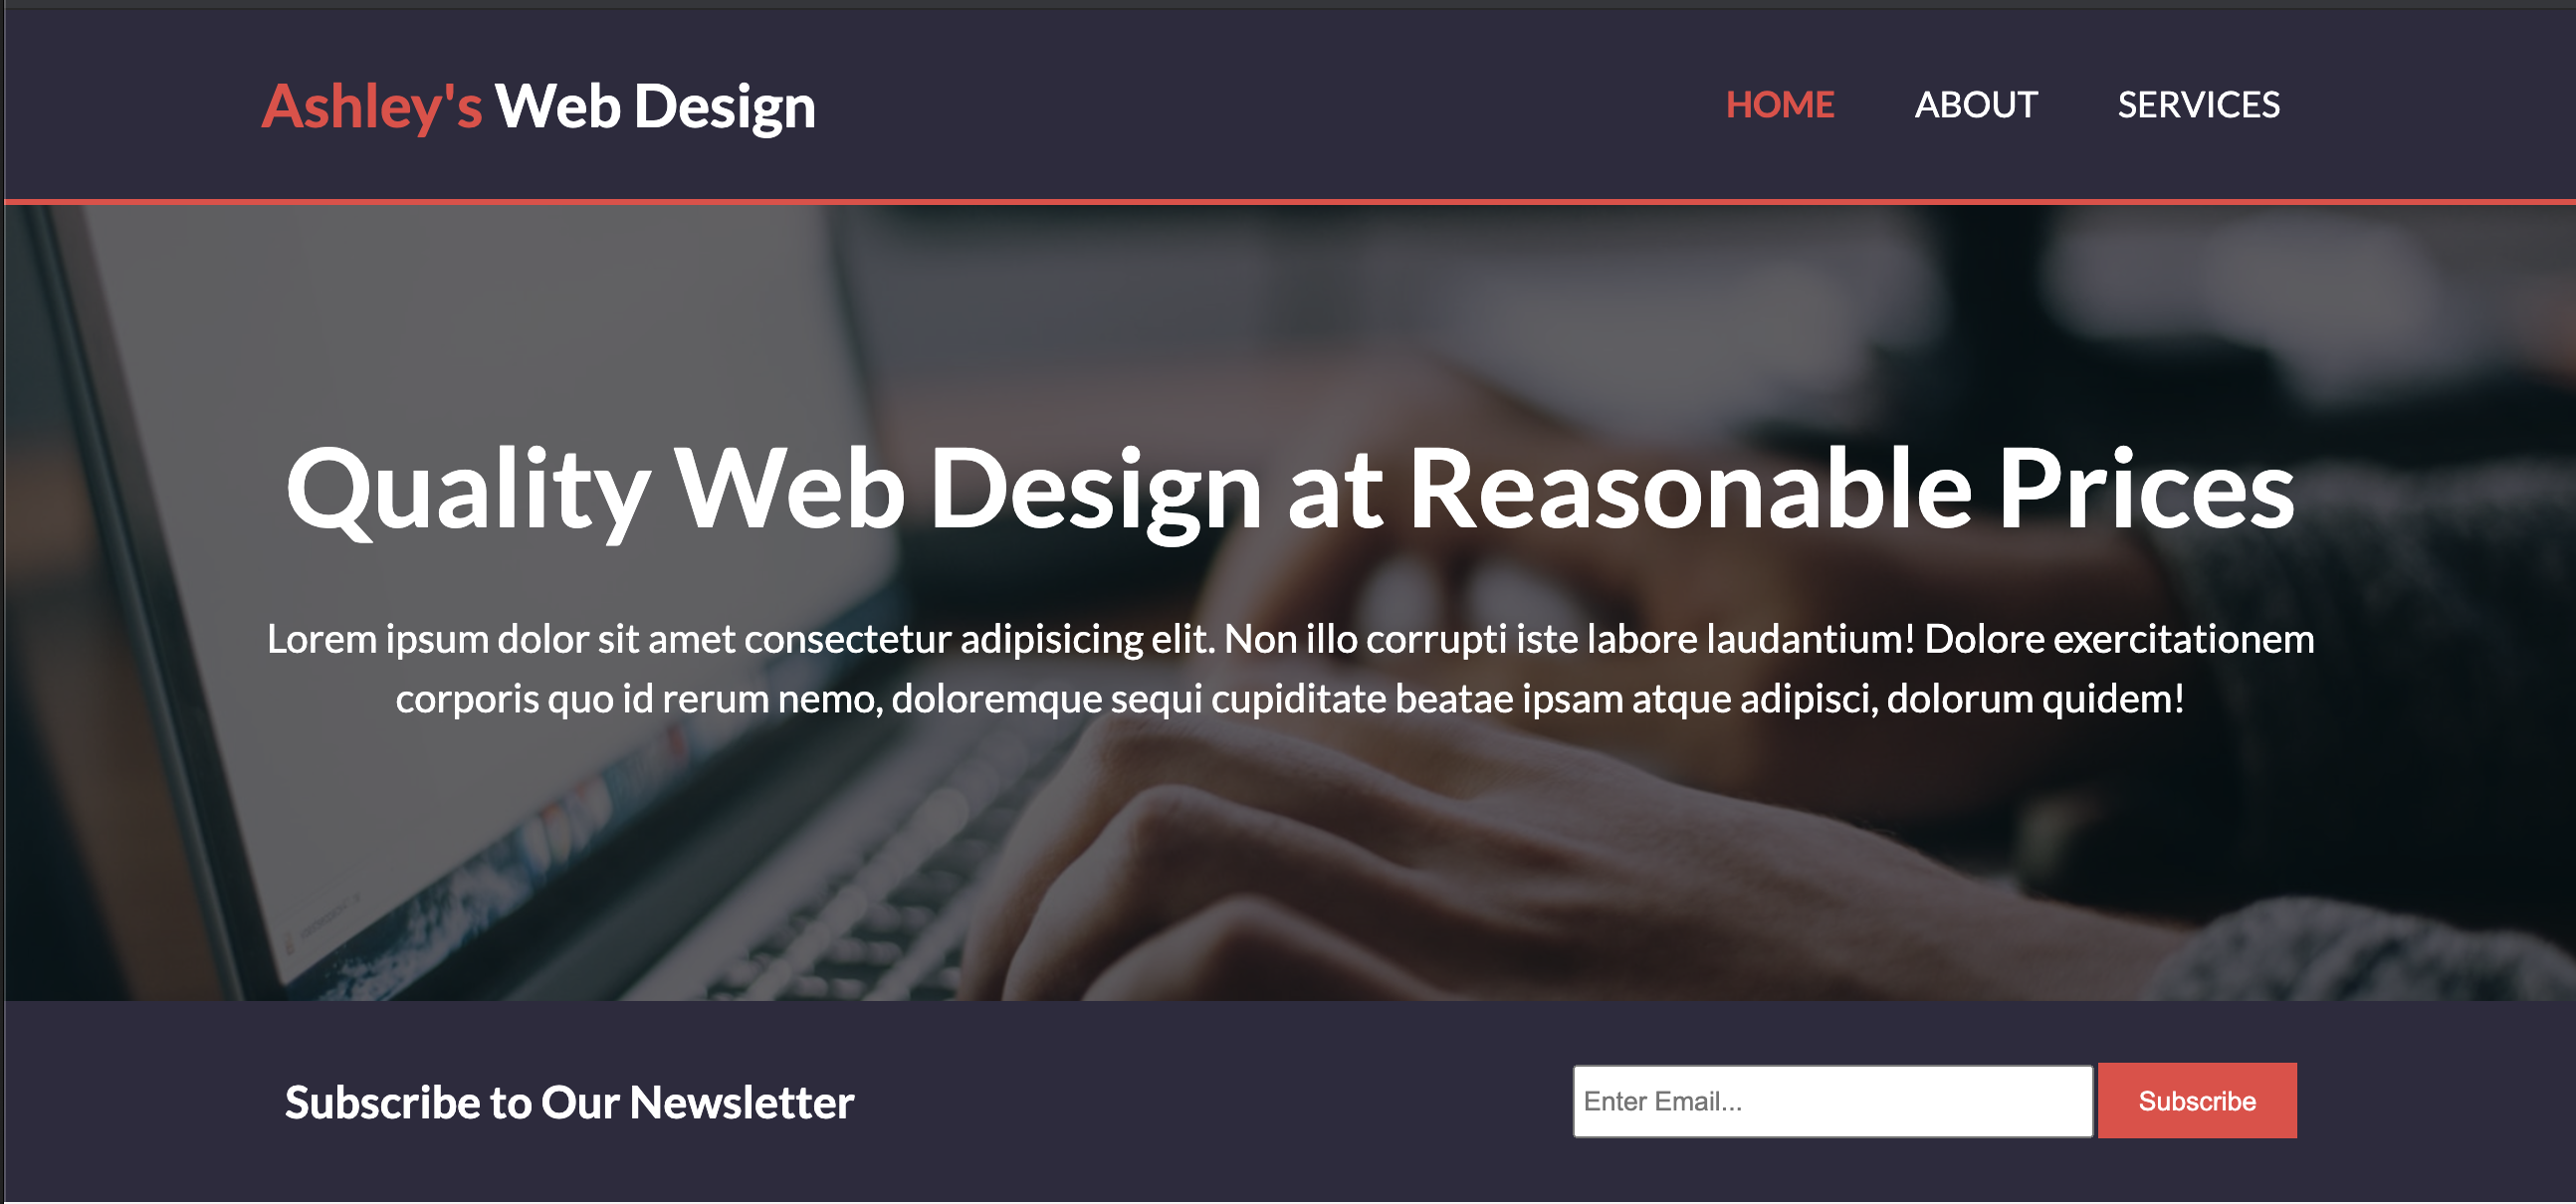 Ashley's Web Design
HOME ABOUT SERVICES
Quality Web Design at Reasonable Prices
Lorem ipsum dolor sit amet consectetur adipisicing elit. Non illo corrupti iste labore laudantium! Dolore exercitationem
corporis quo id rerum nemo, doloremque sequi cupiditate beatae ipsam atque adipisci, dolorum quidem!
Subscribe to Our Newsletter
Enter Email...
Subscribe